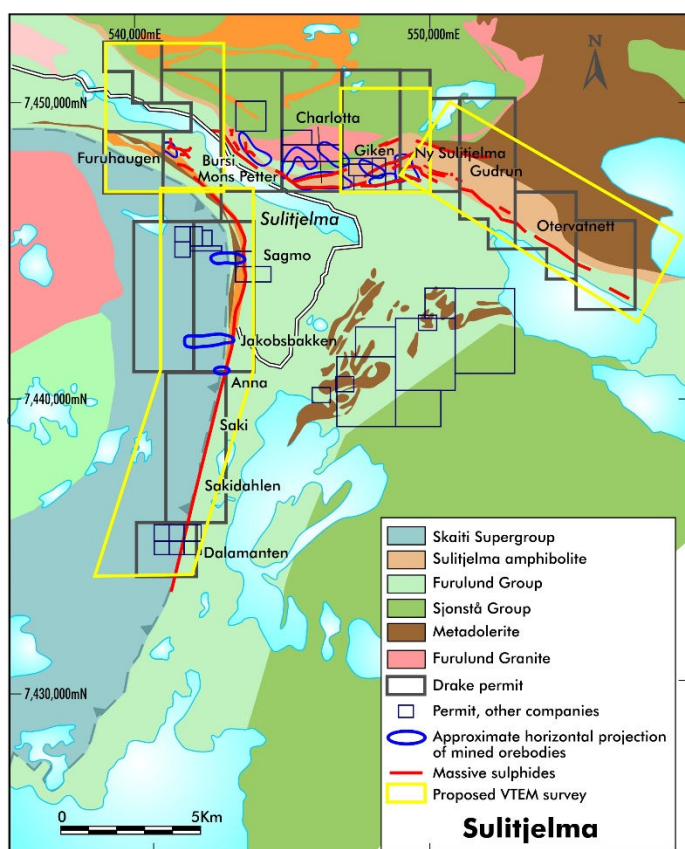 540,000mE
550,000mE
N
7,450,000mN
Charlotta
Furuhaugen
Bursi
Mons Petter
Giken
Ny Sulitjelma
Gudrun
Sulitjelma
Otervatnett
Sagmo
Jakobsbakken
Anna
7,440,000mN
Saki
Sakidahlen
Dalamanten
7,430,000mN
0
5Km
Skaiti Supergroup
Sulitjelma amphibolite
Furulund Group
Sjonstå Group
Metadolerite
Furulund Granite
Drake permit
Permit, other companies
Approximate horizontal projection
of mined orebodies
Massive sulphides
Proposed VTEM survey
Sulitjelma